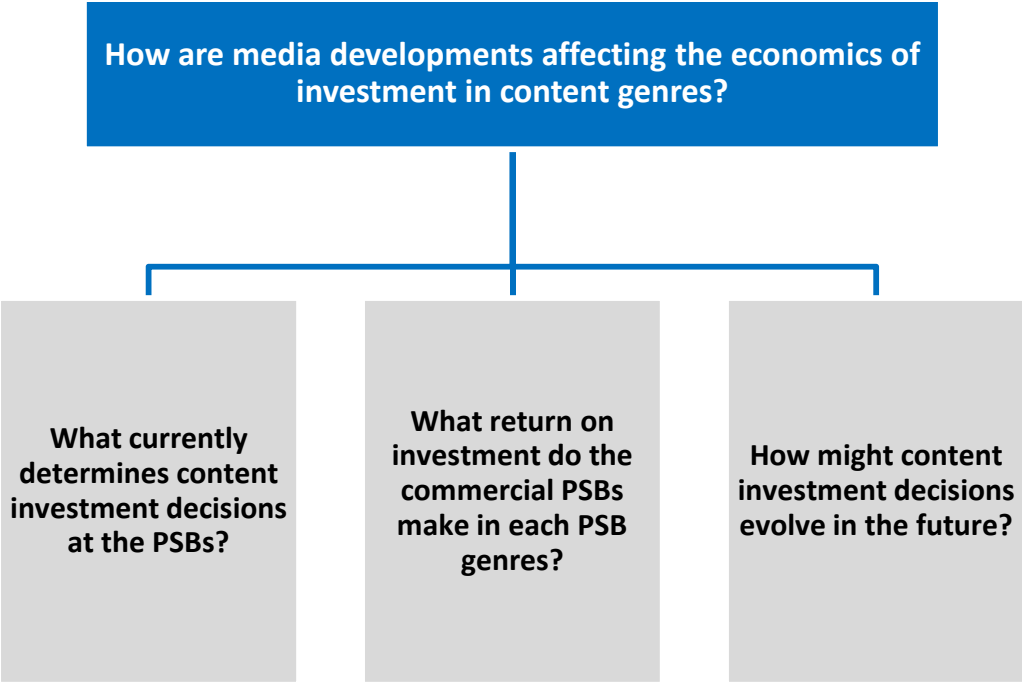 How are media developments affecting the economics of
investment in content genres?
What currently
determines content
investment decisions
at the PSBs?
What return on
investment do the
commercial PSBs
make in each PSB
genres?
How might content
investment decisions
evolve in the future?